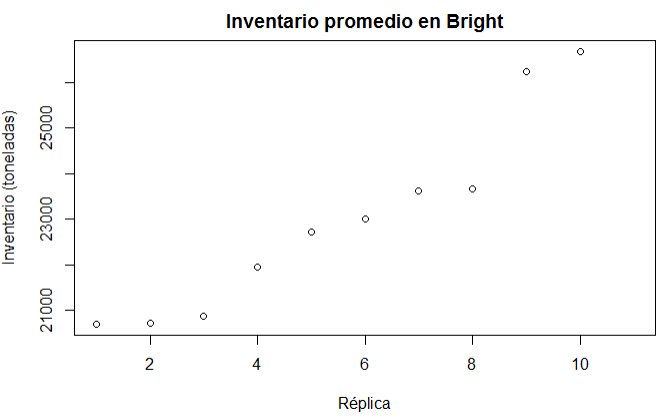 Inventario promedio en Bright
Inventario (toneladas)
25000
23000
21000
2 4 6 8 10
Réplica